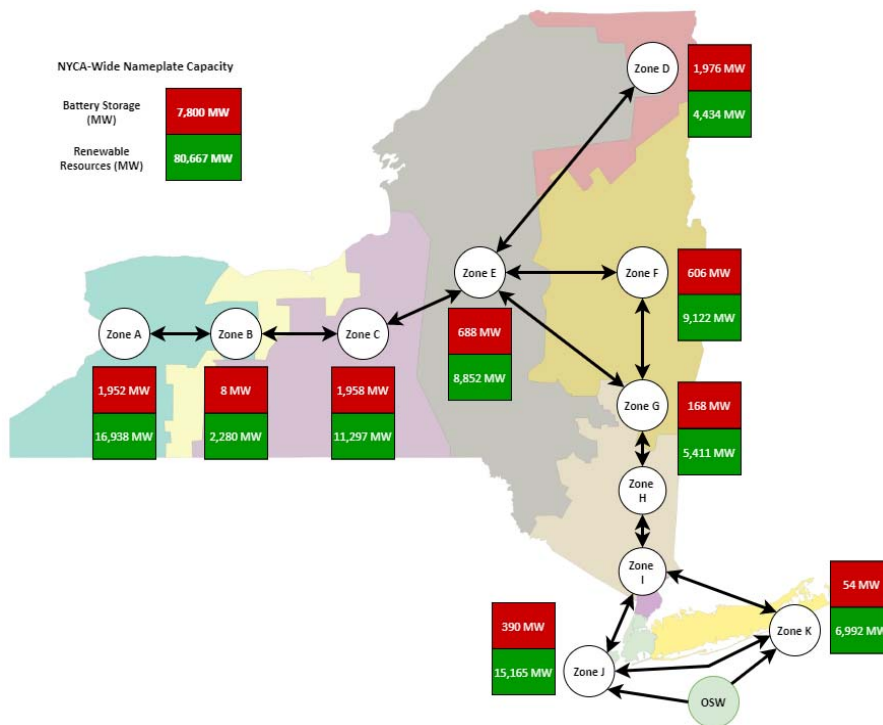 NYCA-Wide Nameplate Capacity
Battery Storage
(MW)
7,800 MW
Renewable
Resources (MW)
80,667 MW
Zone D
1,976 MW
4,434 MW
Zone E
688 MW
8,852 MW
Zone F
606 MW
9,122 MW
Zone A
1,952 MW
16,938 MW
Zone B
8 MW
2,280 MW
Zone C
1,958 MW
11,297 MW
Zone G
168 MW
5,411 MW
Zone
H
Zone
I
390 MW
15,165 MW
Zone J
54 MW
6,992 MW
Zone K
OSW